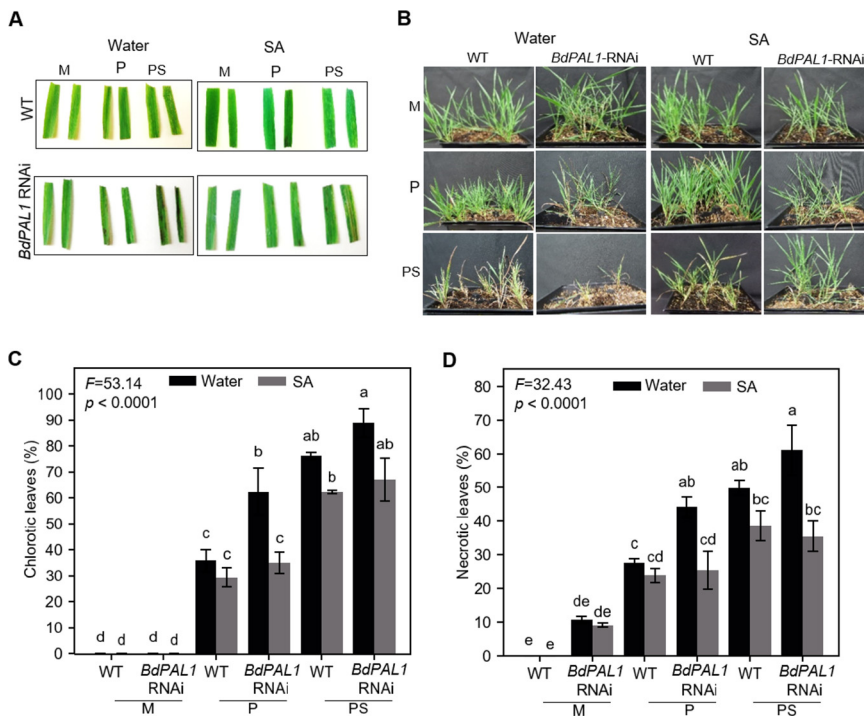 A
Water
SA
M P PS
M P PS
WT
BdPAL1 RNAi
B
Water
SA
WT
BdPAL1-RNAi
WT
BdPAL1-RNAi
M
P
PS
C
F=53.14
p < 0.0001
Water
SA
Chlorotic leaves (%)
100
90
80
70
60
50
40
30
20
10
0
d d d d c c b c ab b a ab
WT
BdPAL1
RNAi
WT
BdPAL1
RNAi
WT
BdPAL1
RNAi
M
P
PS
D
F=32.43
p < 0.0001
Water
SA
Necrotic leaves (%)
80
70
60
50
40
30
20
10
0
e e de de c cd ab cd ab bc a bc
WT
BdPAL1
RNAi
WT
BdPAL1
RNAi
WT
BdPAL1
RNAi
M
P
PS